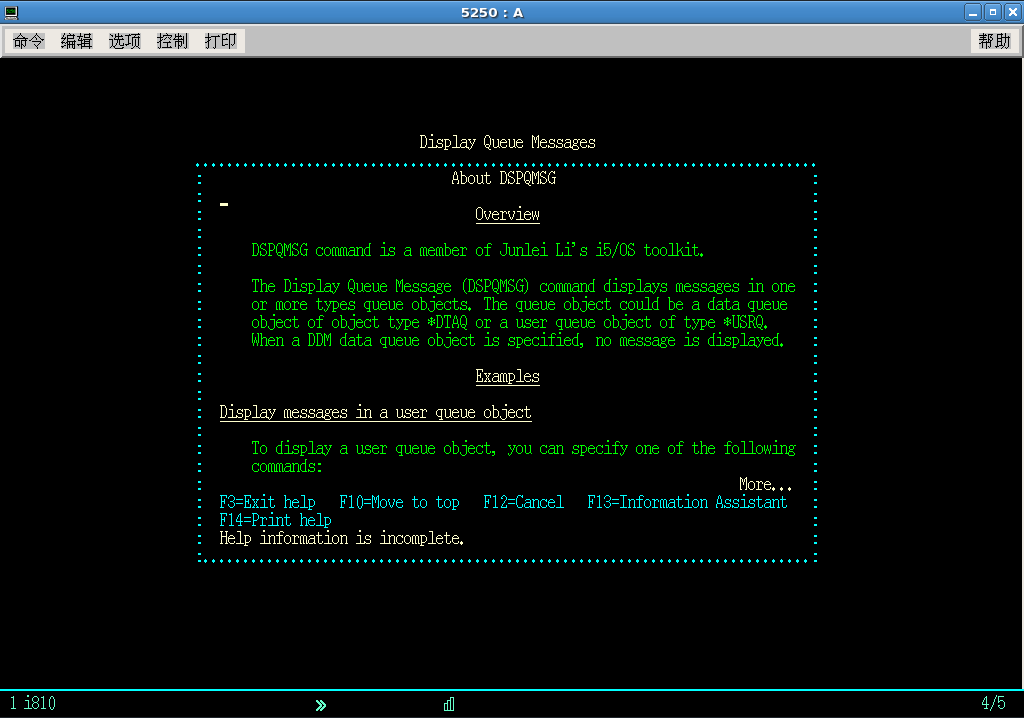 5250 : A
命令 编辑 选项 控制 打印 帮助
Display Queue Messages
About DSPQMSG
Overview
DSPQMSG command is a member of Junlei Li's i5/OS toolkit.
The Display Queue Message (DSPQMSG) command displays messages in one
or more types queue objects. The queue object could be a data queue
object of object type *DTAQ or a user queue object of type *USRQ.
When a DDM data queue object is specified, no message is displayed.
Examples
Display messages in a user queue object
To display a user queue object, you can specify one of the following
commands:
More...
F3=Exit help F10=Move to top F12=Cancel F13=Information Assistant
F14=Print help
Help information is incomplete.
1 i810 4/5